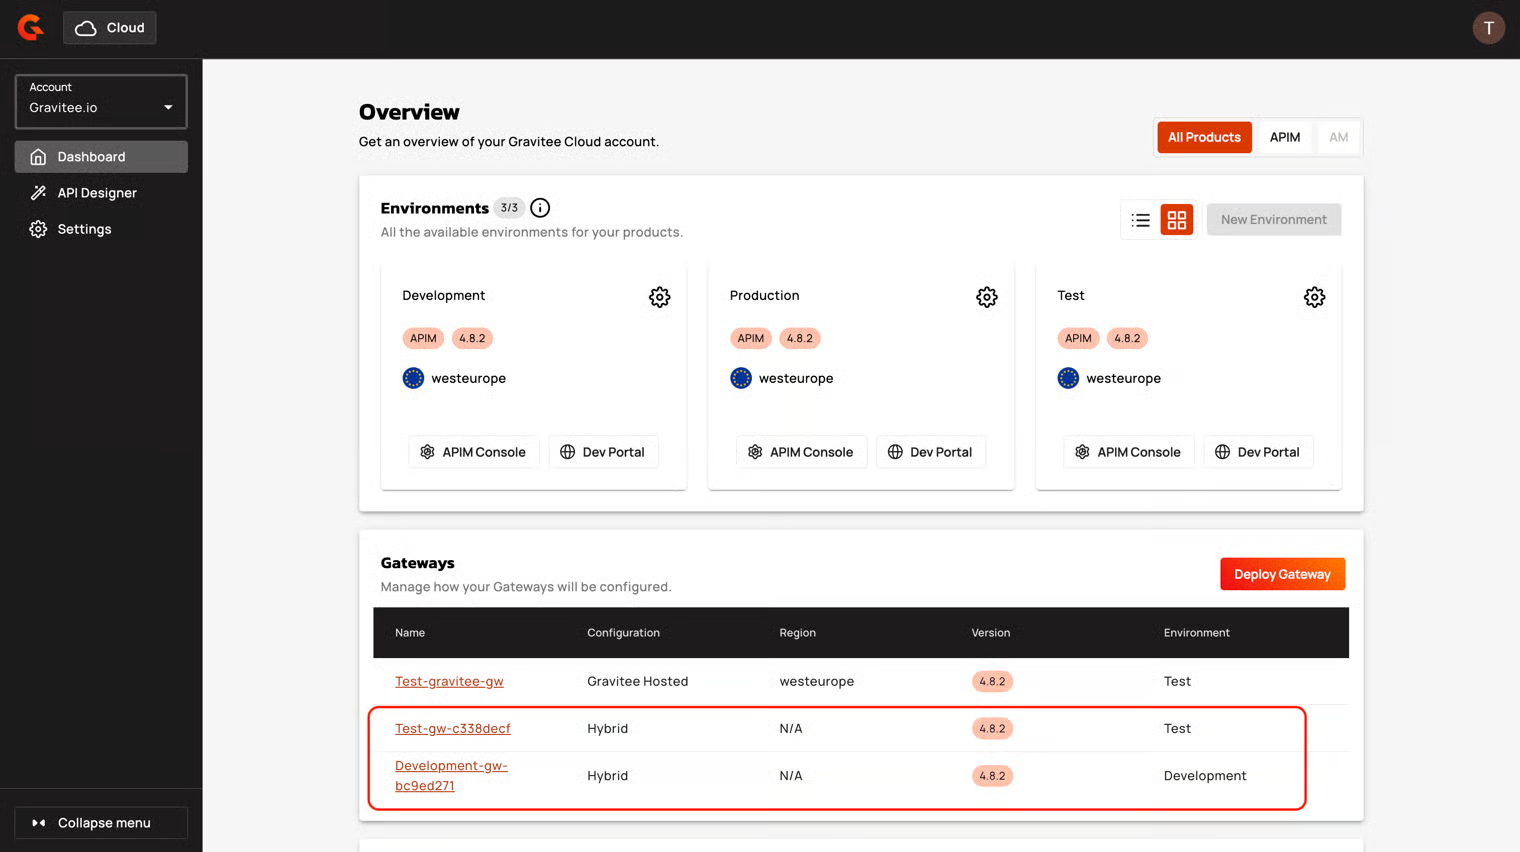 Cloud
T
Account
Gravitee.io
Dashboard
API Designer
Settings
Collapse menu
Overview
Get an overview of your Gravitee Cloud account.
All Products APIM AM
Environments 3/3
All the available environments for your products.
New Environment
Development
APIM 4.8.2
westeurope
APIM Console Dev Portal
Production
APIM 4.8.2
westeurope
APIM Console Dev Portal
Test
APIM 4.8.2
westeurope
APIM Console Dev Portal
Gateways
Manage how your Gateways will be configured.
Deploy Gateway
Name Configuration Region Version Environment
Test-gravitee-gw Gravitee Hosted westeurope 4.8.2 Test
Test-gw-c338decf Hybrid N/A 4.8.2 Test
Development-gw-
bc9ed271 Hybrid N/A 4.8.2 Development